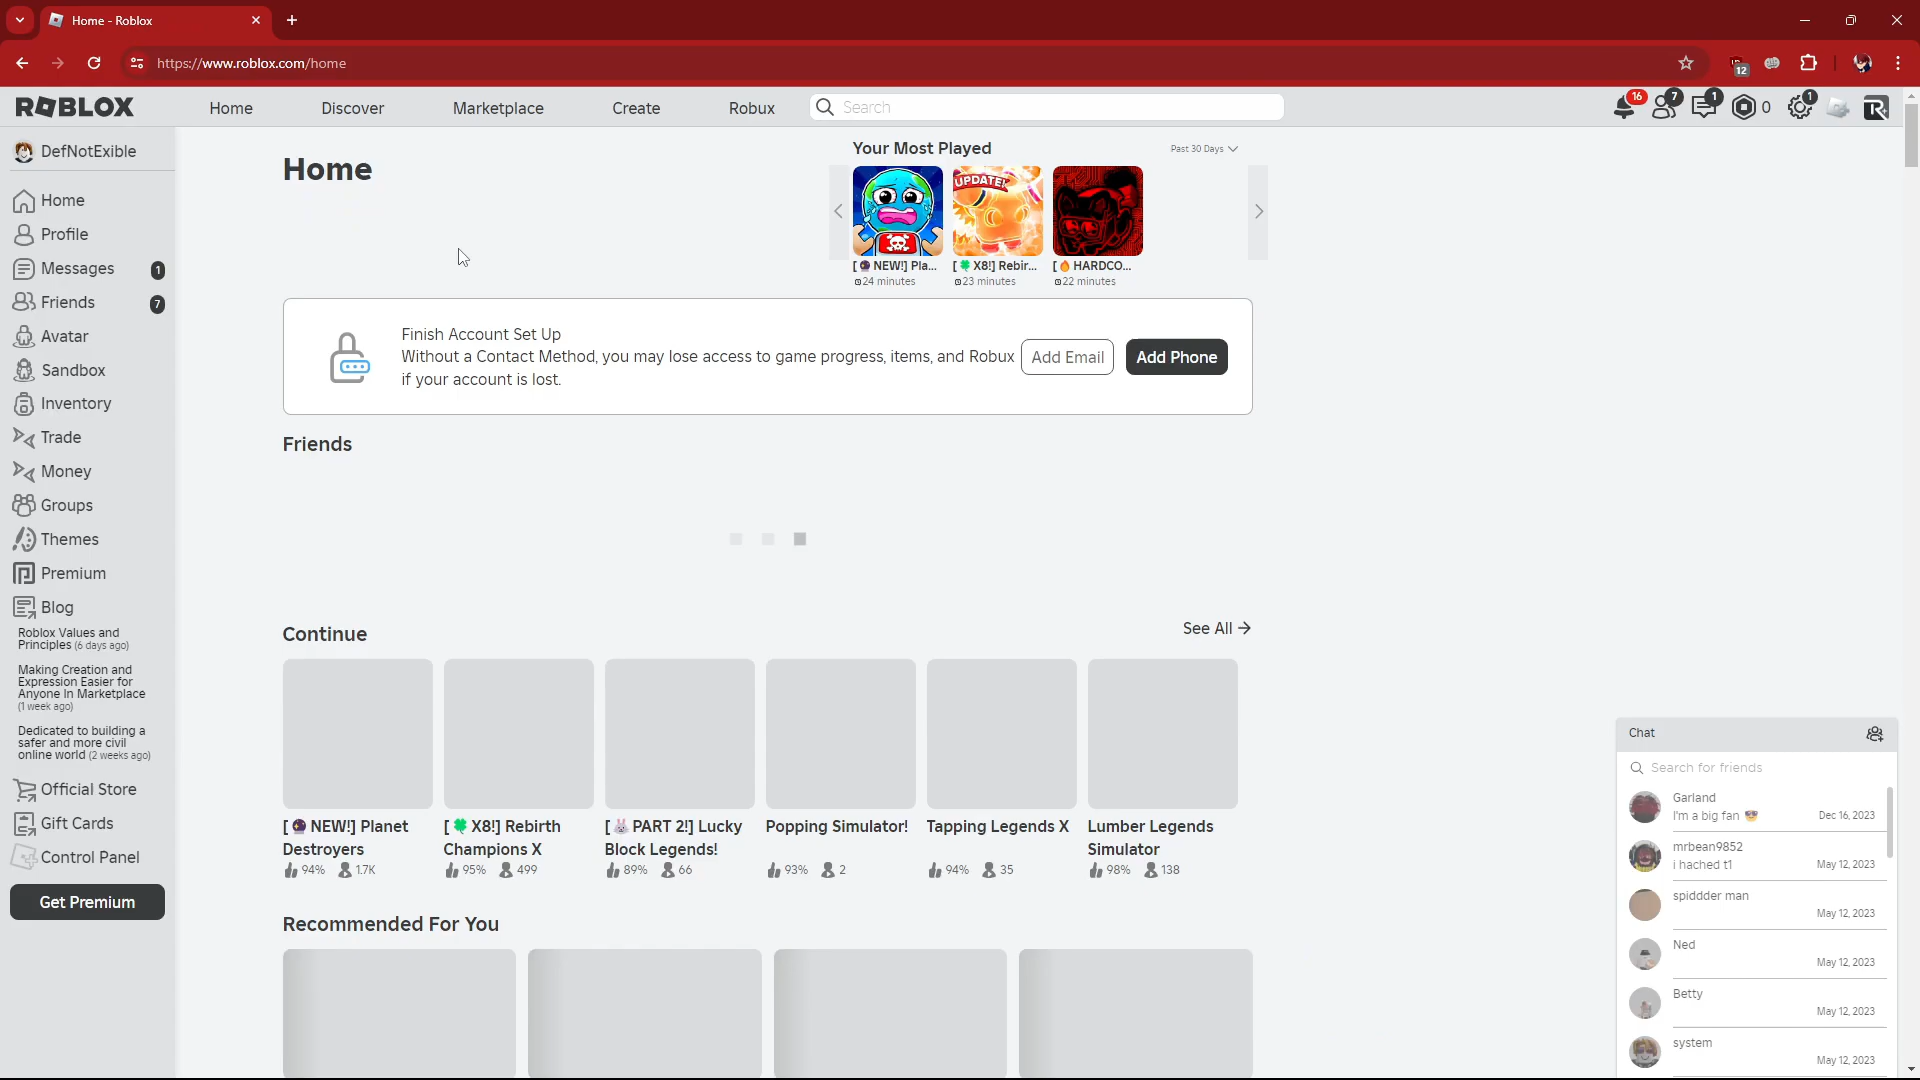 Home - Roblox
https://www.roblox.com/home
12
ROBLOX
Home
Discover
Marketplace
Create
Robux
Search
16
7
1
0
1
DefNotExible
Home
Profile
Messages
1
Friends
7
Avatar
Sandbox
Inventory
Trade
Money
Groups
Themes
Premium
Blog
Roblox Values and
Principles (6 days ago)
Making Creation and
Expression Easier for
Anyone In Marketplace
(1 week ago)
Dedicated to building a
safer and more civil
online world (2 weeks ago)
Official Store
Gift Cards
Control Panel
Get Premium
Home
Your Most Played
Past 30 Days
UPDATE!
[🔮 NEW!] Pla...
[🍀 X8!] Rebir...
[🔥 HARDCO...
24 minutes
23 minutes
22 minutes
Finish Account Set Up
Without a Contact Method, you may lose access to game progress, items, and Robux
if your account is lost.
Add Email
Add Phone
Friends
Continue
See All →
[🔮 NEW!] Planet
Destroyers
94% 1.7K
[🍀 X8!] Rebirth
Champions X
95% 499
[🐰 PART 2!] Lucky
Block Legends!
89% 66
Popping Simulator!
93% 2
Tapping Legends X
94% 35
Lumber Legends
Simulator
98% 138
Recommended For You
Chat
Search for friends
Garland
I'm a big fan 😎
Dec 16, 2023
mrbean9852
i hached t1
May 12, 2023
spiddder man
May 12, 2023
Ned
May 12, 2023
Betty
May 12, 2023
system
May 12, 2023